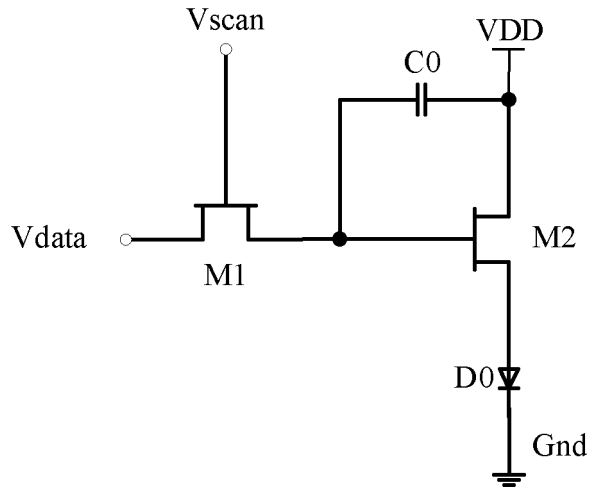 Vscan
VDD
C0
Vdata
M1
M2
D0
Gnd